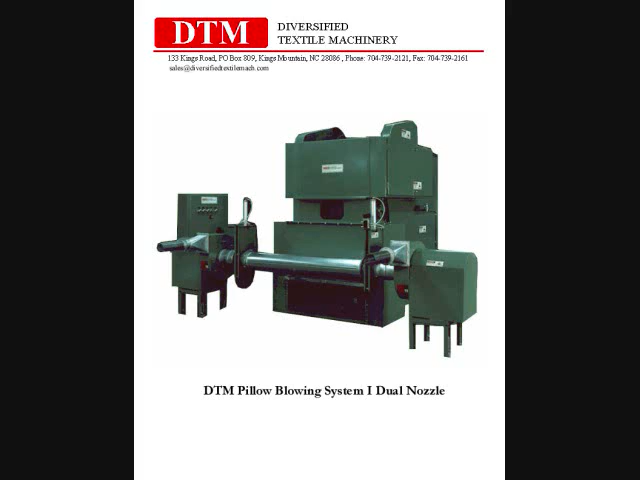 DTM
DIVERSIFIED
TEXTILE MACHINERY
133 Kings Road, PO Box 809, Kings Mountain, NC 28086 , Phone: 704-739-2121, Fax: 704-739-2161
sales@diversifiedtextilemach.com
DTM Pillow Blowing System I Dual Nozzle